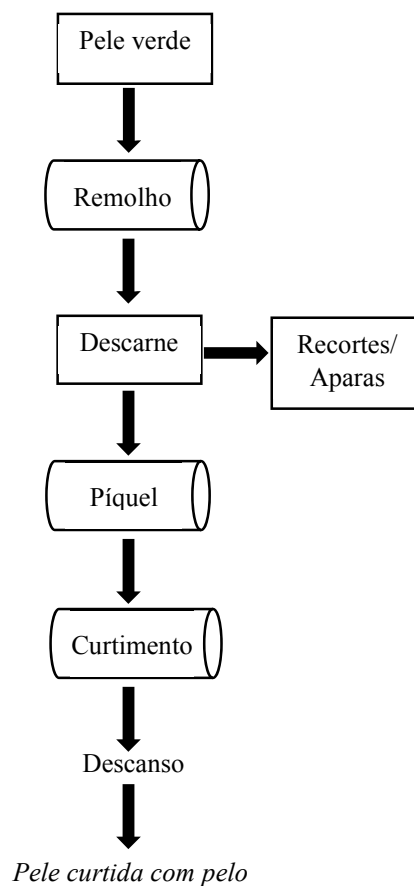 Pele verde
Remolho
Descarne
Recortes/
Aparas
Píquel
Curtimento
Descanso
Pele curtida com pelo